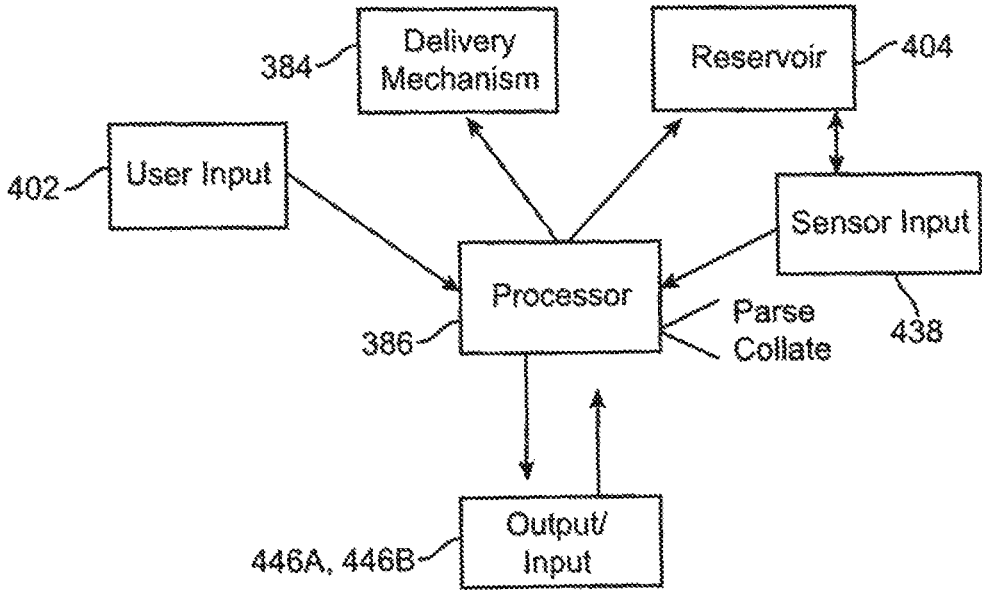 384
Delivery
Mechanism
Reservoir
404
402
User Input
Sensor Input
438
Processor
386
Parse
Collate
446A, 446B
Output/
Input